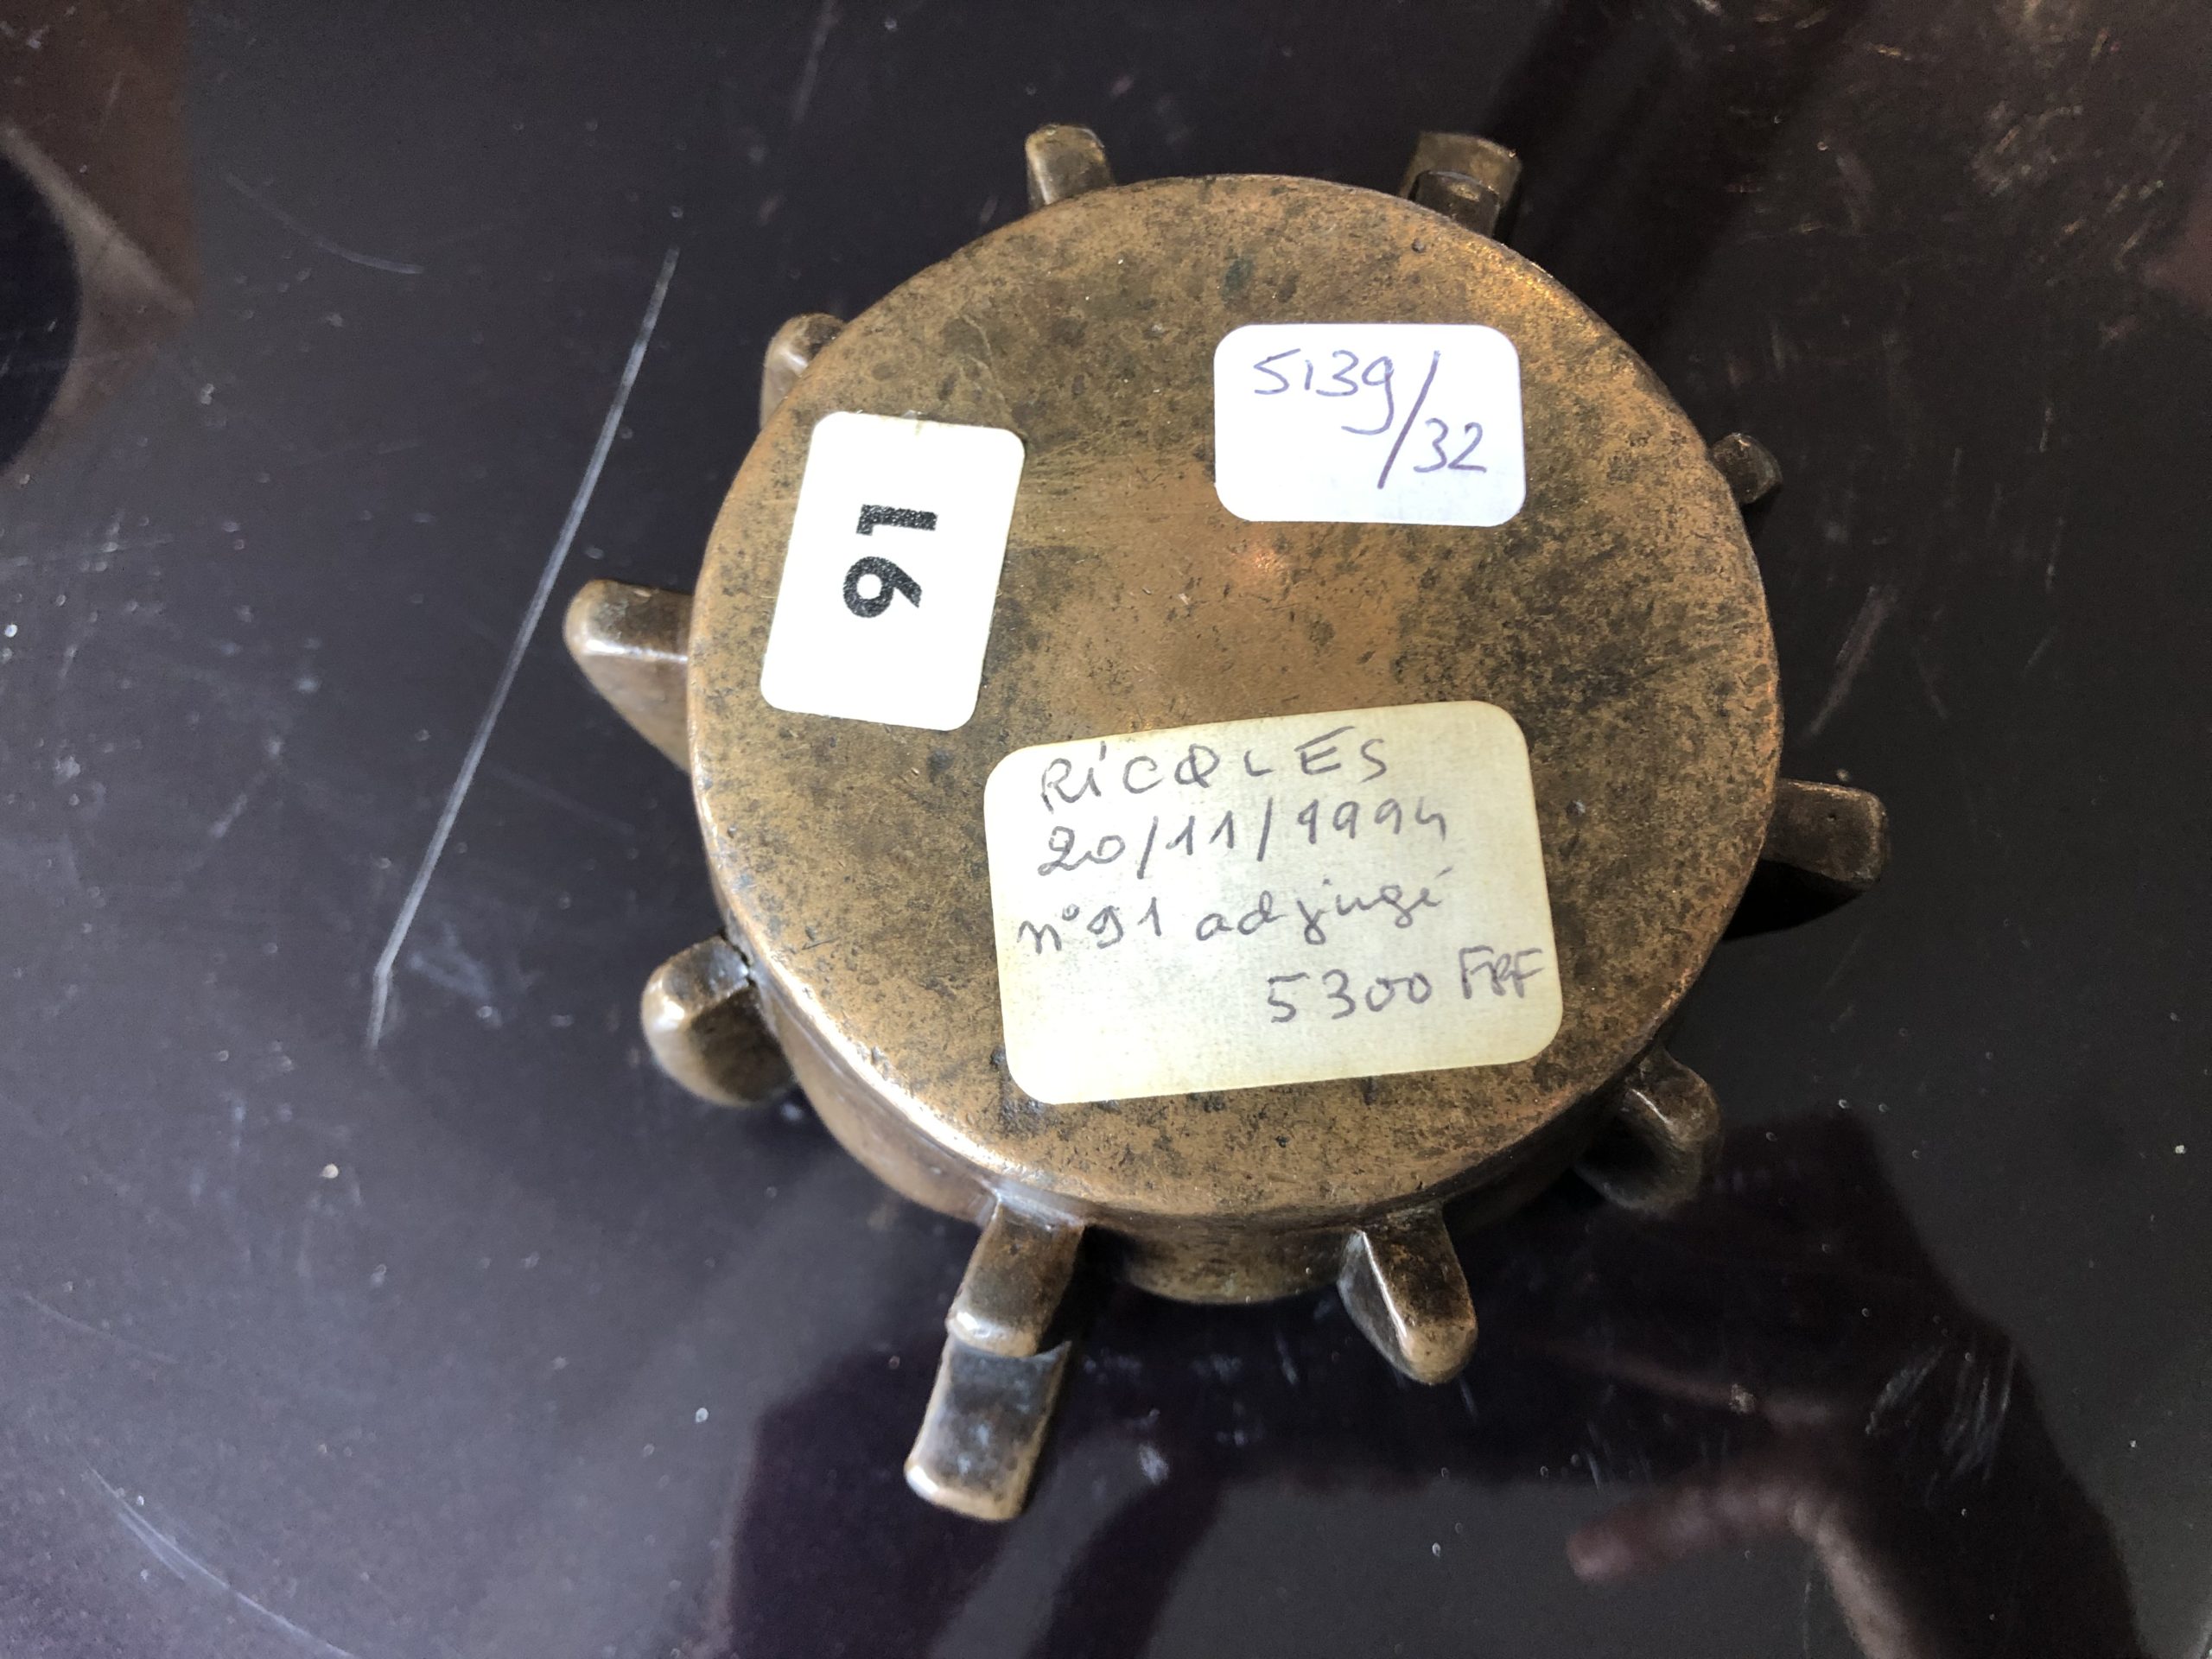 5139/32
91
RiCQLES
20/11/1994
n°91 adjugé
5300 FRF